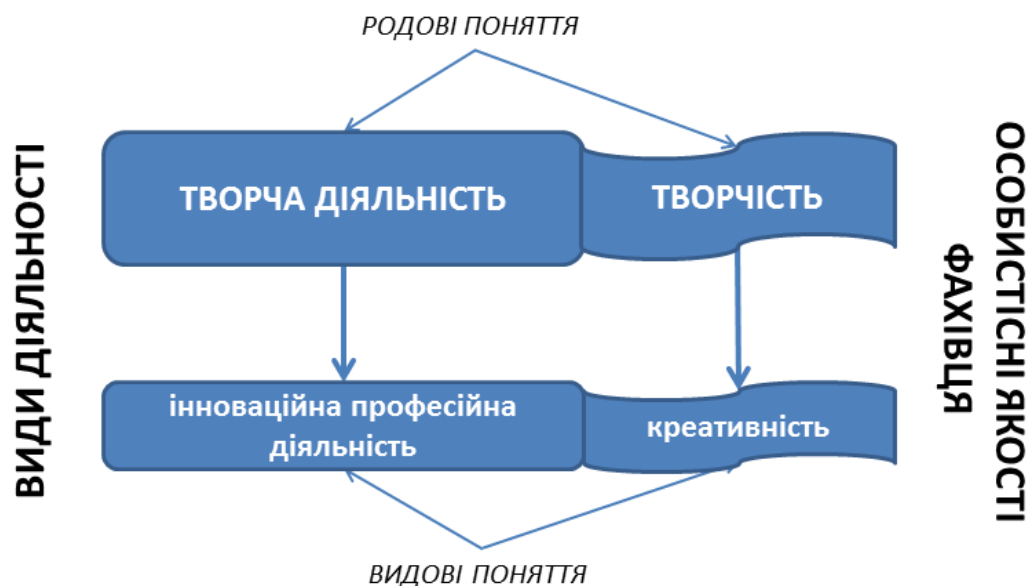 РОДОВІ ПОНЯТТЯ
ВИДИ ДІЯЛЬНОСТІ
ТВОРЧА ДІЯЛЬНІСТЬ
ТВОРЧІСТЬ
ОСОБИСТІСНІ ЯКОСТІ
ФАХІВЦЯ
інноваційна професійна
діяльність
креативність
ВИДОВІ ПОНЯТТЯ